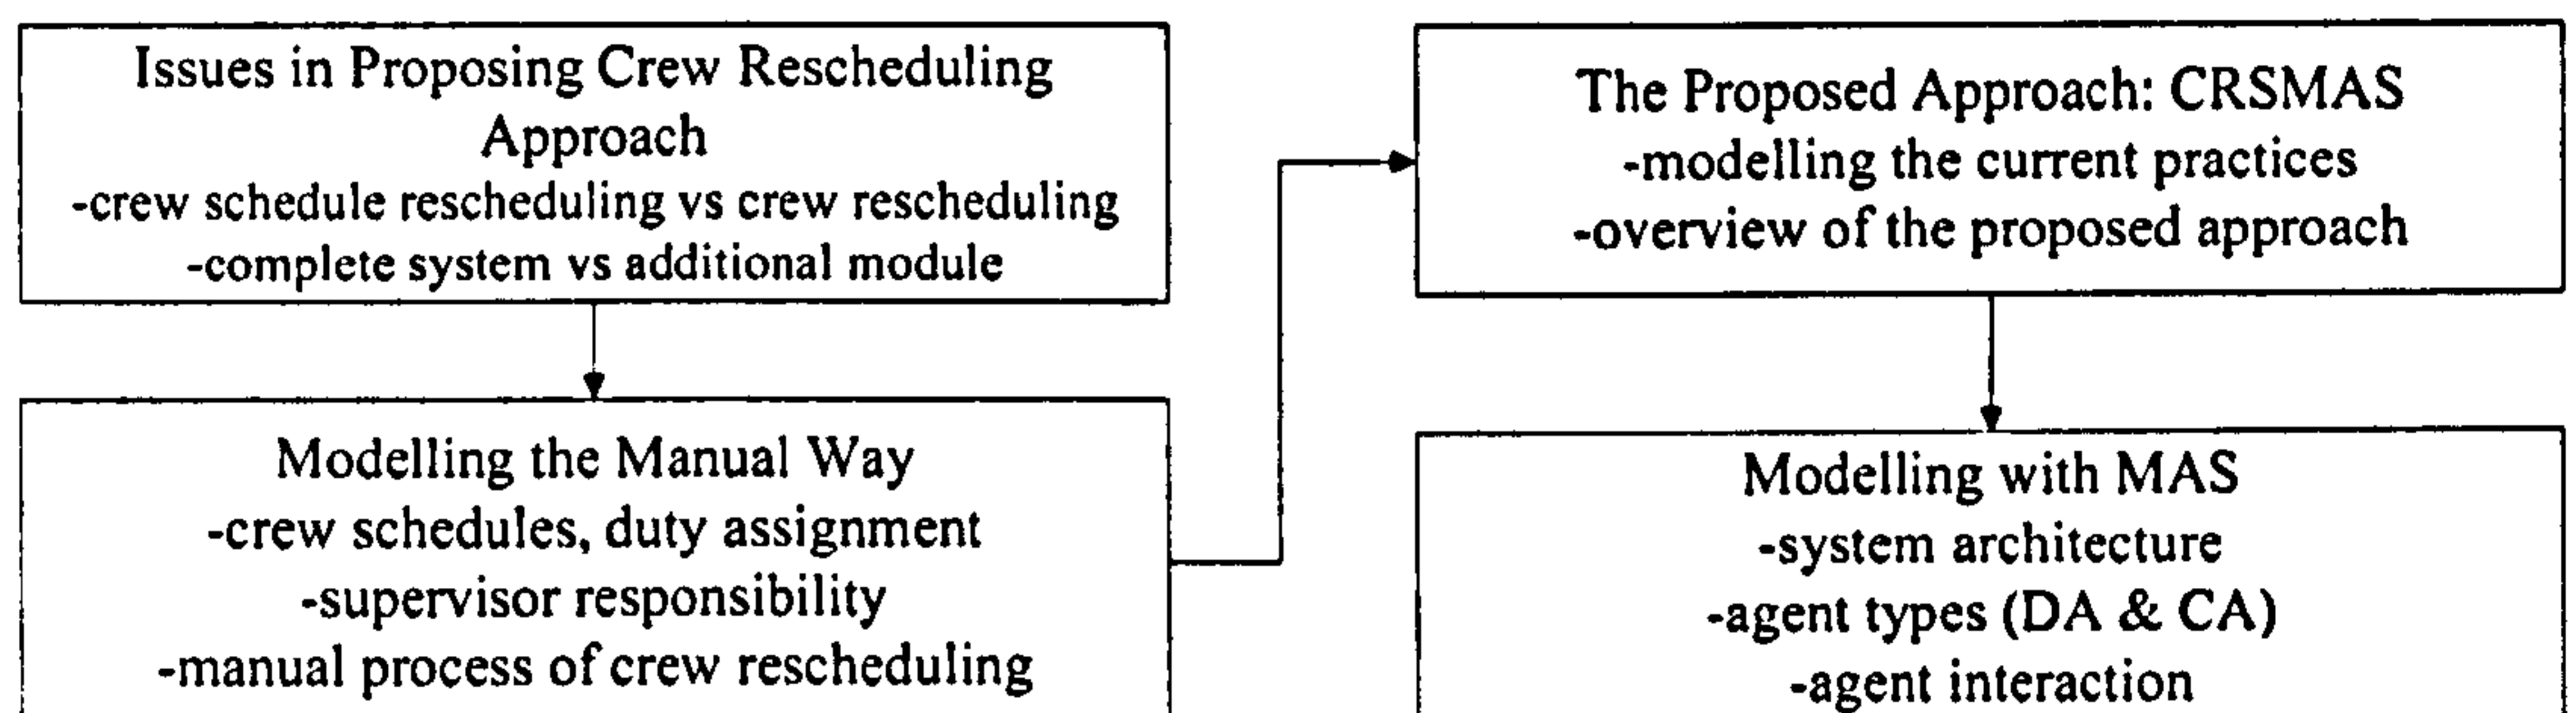 Issues in Proposing Crew Rescheduling
Approach
-crew schedule rescheduling vs crew rescheduling
-complete system vs additional module
Modelling the Manual Way
-crew schedules, duty assignment
-supervisor responsibility
-manual process of crew rescheduling
The Proposed Approach: CRSMAS
-modelling the current practices
-overview of the proposed approach
Modelling with MAS
-system architecture
-agent types (DA & CA)
-agent interaction